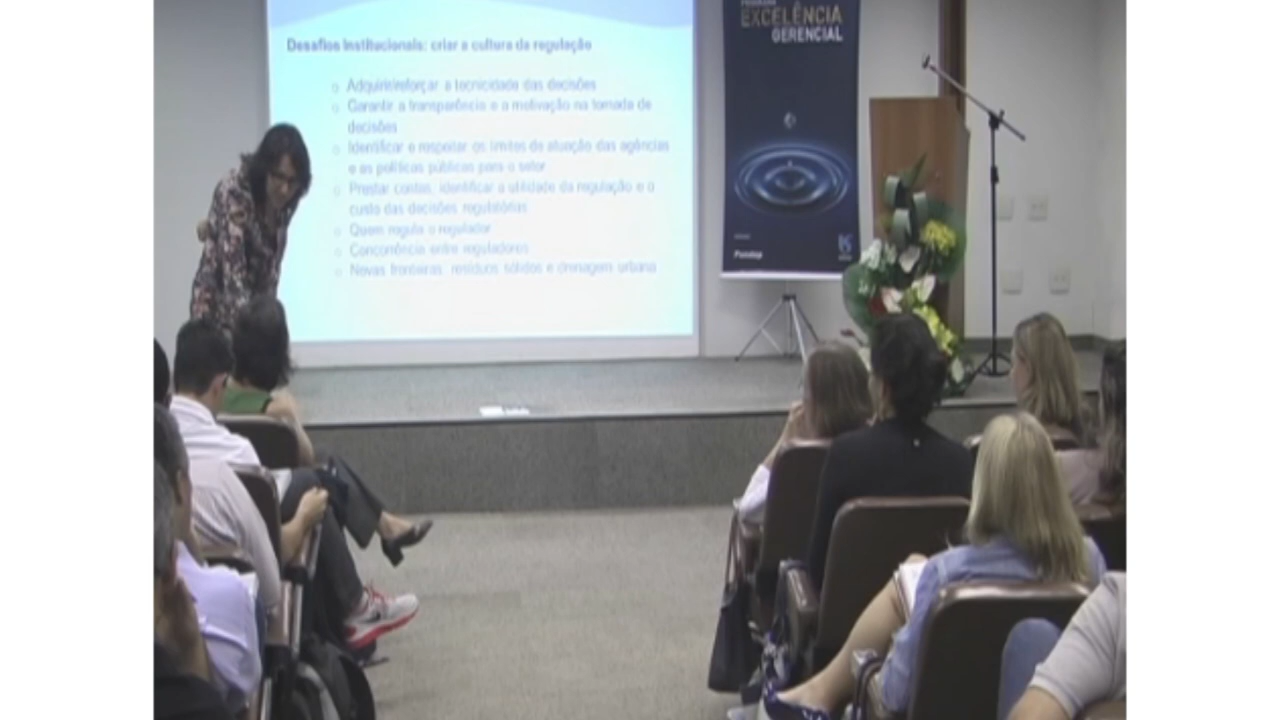 Desafios Institucionais: criar a cultura da regulação
o Adquirir/reforçar a tecnicidade das decisões
o Garantir a transparência e a motivação na tomada de
decisões
o Identificar e respeitar os limites de atuação das agências
e as políticas públicas para o setor
o Prestar contas: identificar a utilidade da regulação e o
custo das decisões regulatórias
o Quem regula o regulador
o Concorrência entre reguladores
o Novas fronteiras: resíduos sólidos e drenagem urbana
PROGRAMA
EXCELÊNCIA
GERENCIAL
Fundap